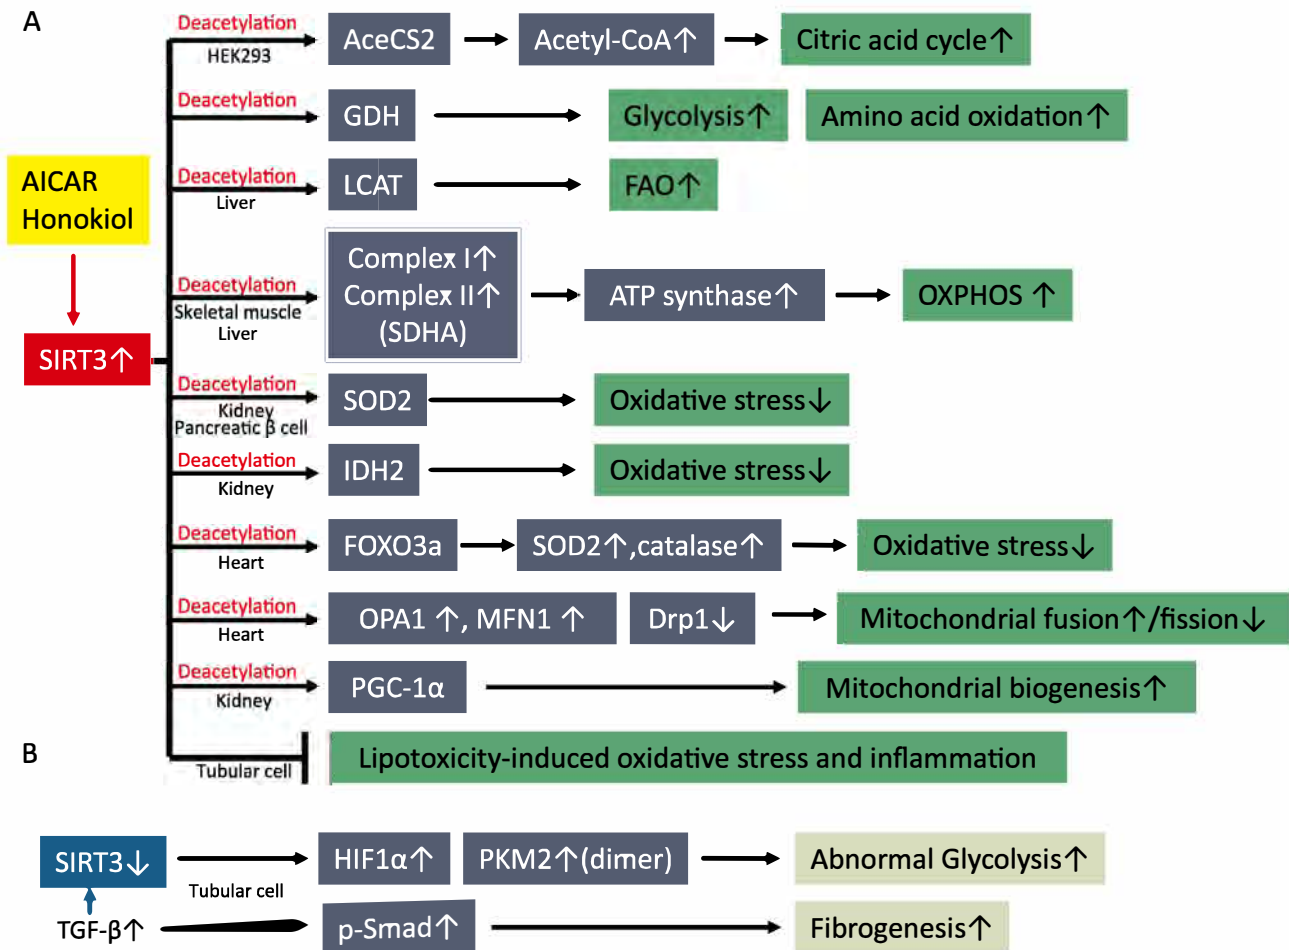 A
Deacetylation
HEK293
AceCS2
Acetyl-CoA↑
Citric acid cycle↑
Deacetylation
GDH
Glycolysis↑
Amino acid oxidation↑
AICAR
Honokiol
Deacetylation
Liver
LCAT
FAO↑
SIRT3↑
Deacetylation
Skeletal muscle
Liver
Complex I↑
Complex II↑
(SDHA)
ATP synthase↑
OXPHOS ↑
Deacetylation
Kidney
Pancreatic β cell
SOD2
Oxidative stress↓
Deacetylation
Kidney
IDH2
Oxidative stress↓
Deacetylation
Heart
FOXO3a
SOD2↑,catalase↑
Oxidative stress↓
Deacetylation
Heart
OPA1 ↑, MFN1 ↑
Drp1↓
Mitochondrial fusion↑/fission↓
Deacetylation
Kidney
PGC-1α
Mitochondrial biogenesis↑
Tubular cell
Lipotoxicity-induced oxidative stress and inflammation
B
SIRT3↓
Tubular cell
HIF1α↑
PKM2↑(dimer)
Abnormal Glycolysis↑
TGF-β↑
p-Smad↑
Fibrogenesis↑